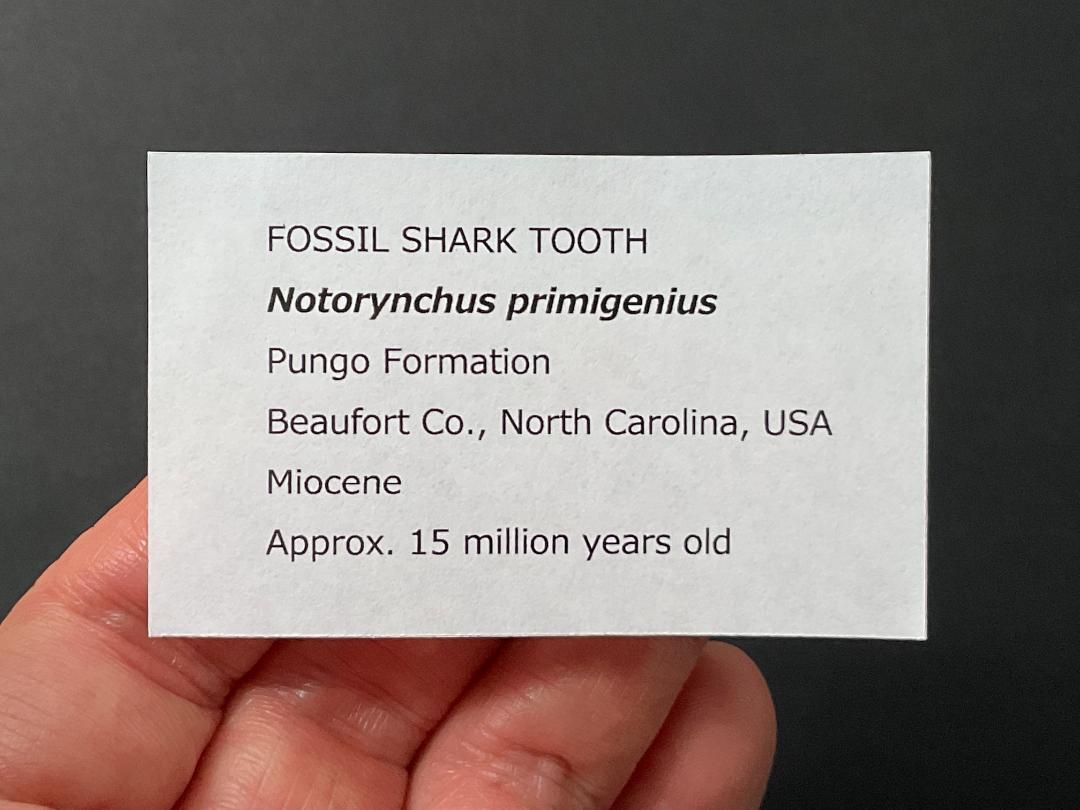 FOSSIL SHARK TOOTH
Notorynchus primigenius
Pungo Formation
Beaufort Co., North Carolina, USA
Miocene
Approx. 15 million years old